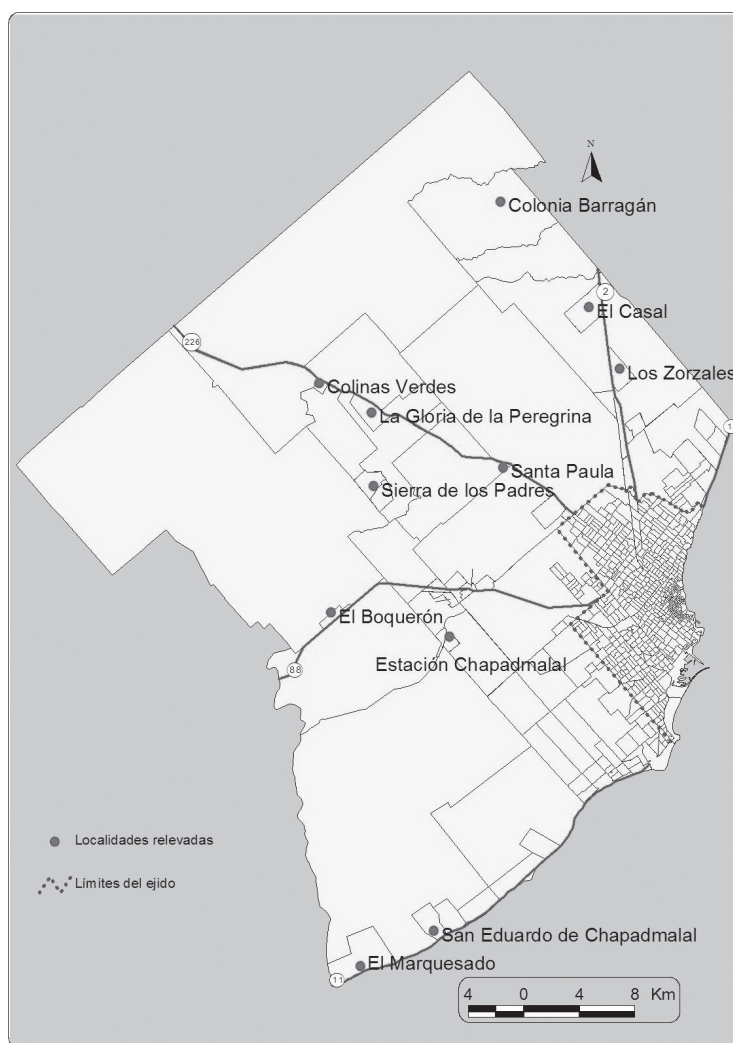 N
Colonia Barragán
2
El Casal
226
Los Zorzales
Colinas Verdes
La Gloria de la Peregrina
1
Santa Paula
Sierra de los Padres
El Boquerón
Estación Chapadmalal
88
Localidades relevadas
Límites del ejido
San Eduardo de Chapadmalal
El Marquesado
11
4 0 4 8 Km